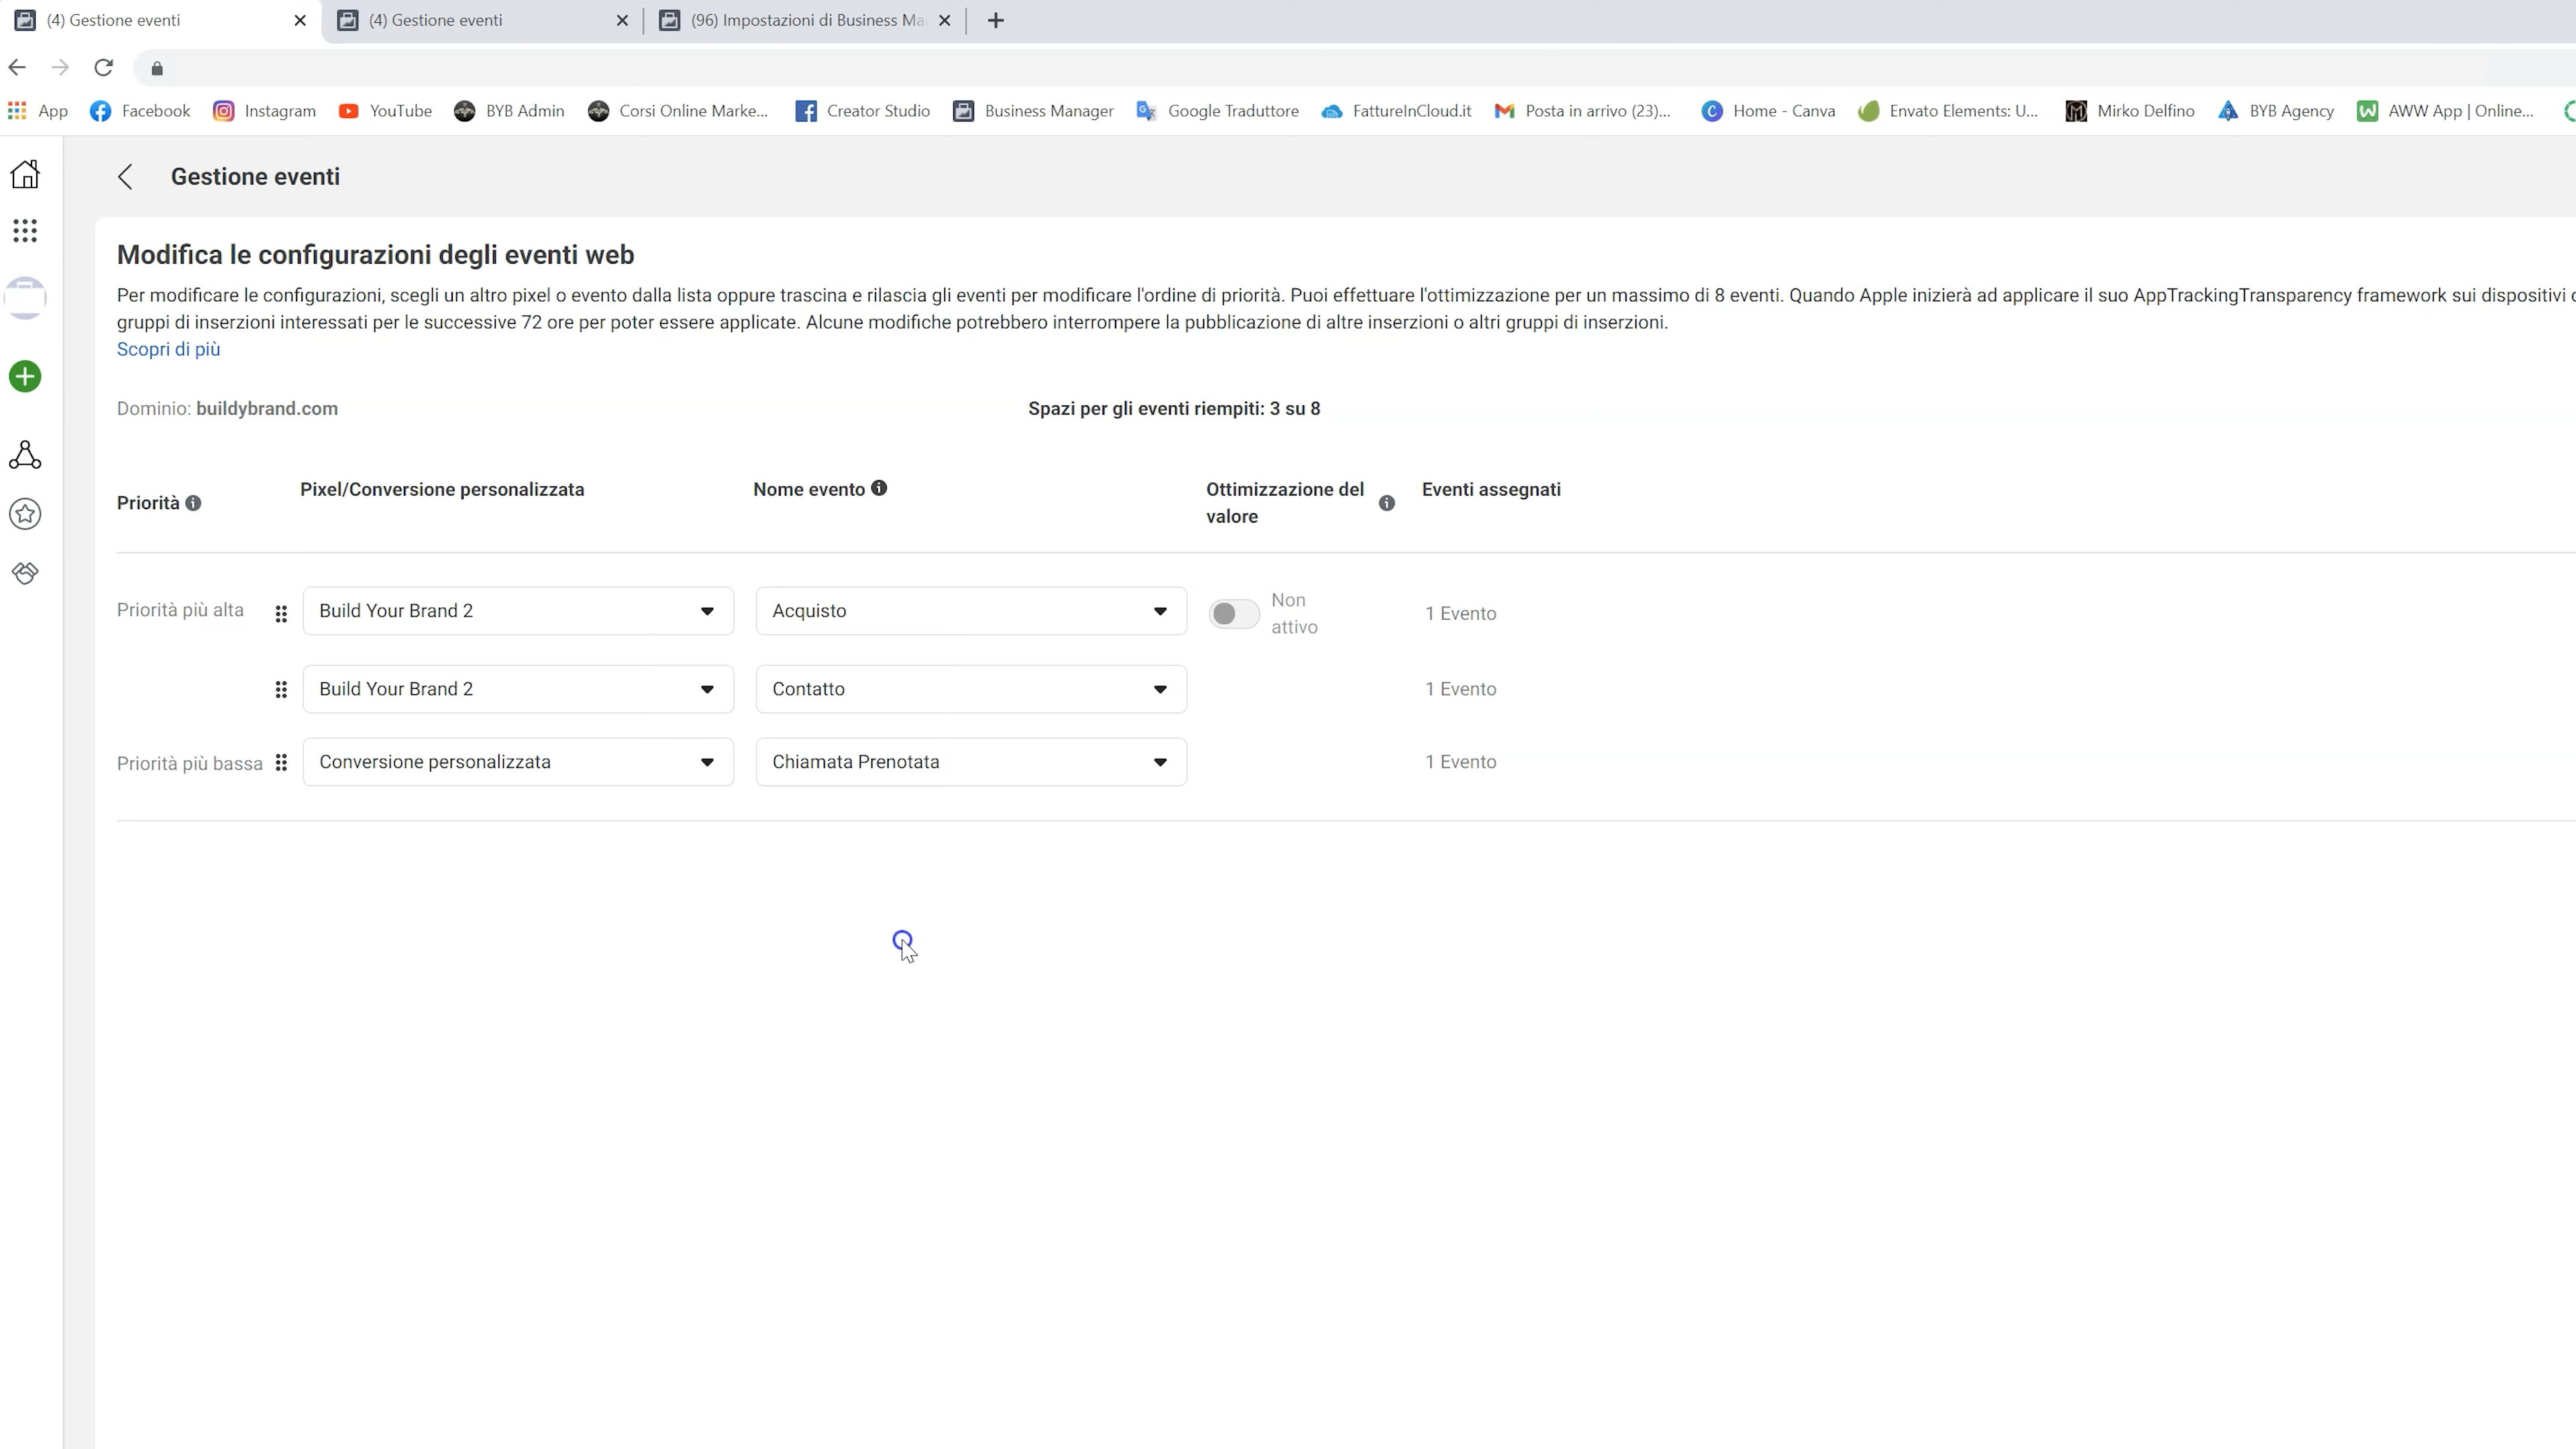 (4) Gestione eventi
(4) Gestione eventi
(96) Impostazioni di Business Ma
App
Facebook
Instagram
YouTube
BYB Admin
Corsi Online Marke...
Creator Studio
Business Manager
Google Traduttore
FattureInCloud.it
Posta in arrivo (23)...
Home - Canva
Envato Elements: U...
Mirko Delfino
BYB Agency
AWW App | Online...
Gestione eventi
Modifica le configurazioni degli eventi web
Per modificare le configurazioni, scegli un altro pixel o evento dalla lista oppure trascina e rilascia gli eventi per modificare l'ordine di priorità. Puoi effettuare l'ottimizzazione per un massimo di 8 eventi. Quando Apple inizierà ad applicare il suo AppTrackingTransparency framework sui dispositivi
gruppi di inserzioni interessati per le successive 72 ore per poter essere applicate. Alcune modifiche potrebbero interrompere la pubblicazione di altre inserzioni o altri gruppi di inserzioni.
Scopri di più
Dominio: buildybrand.com
Spazi per gli eventi riempiti: 3 su 8
Priorità
Pixel/Conversione personalizzata
Nome evento
Ottimizzazione del
valore
Eventi assegnati
Priorità più alta
Build Your Brand 2
Acquisto
Non
attivo
1 Evento
Build Your Brand 2
Contatto
1 Evento
Priorità più bassa
Conversione personalizzata
Chiamata Prenotata
1 Evento